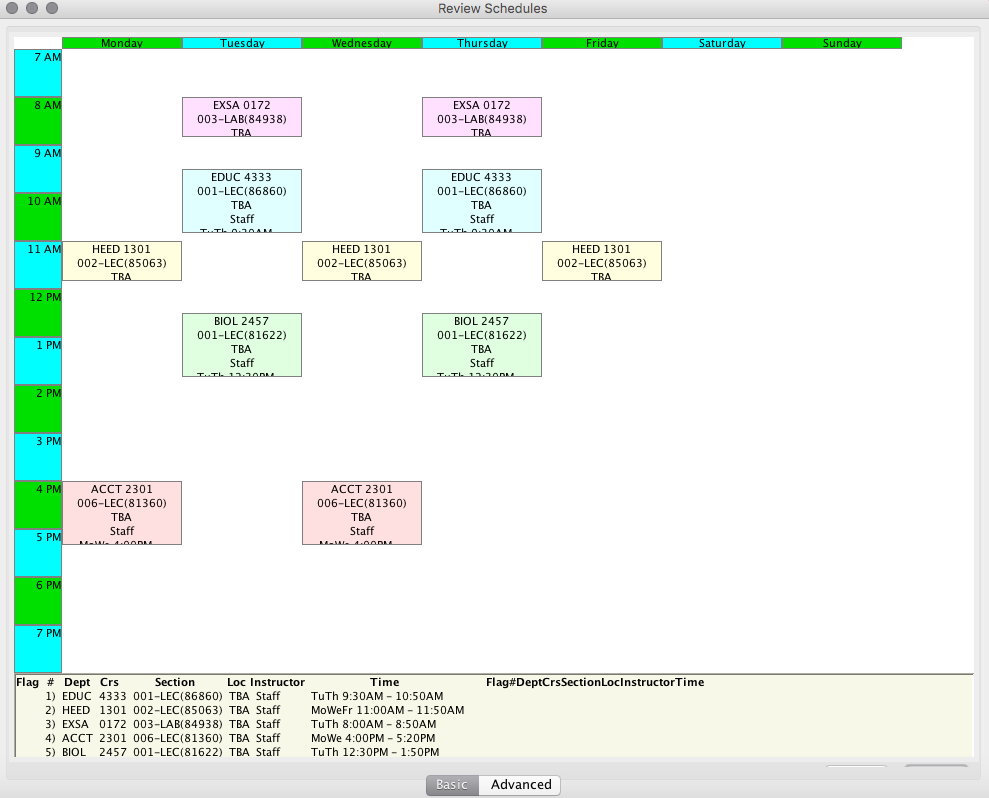 Review Schedules
Monday Tuesday Wednesday Thursday Friday Saturday Sunday
7 AM
8 AM
EXSA 0172
003-LAB(84938)
TBA
EXSA 0172
003-LAB(84938)
TBA
9 AM
EDUC 4333
001-LEC(86860)
TBA
Staff
TuTh 9:30AM
EDUC 4333
001-LEC(86860)
TBA
Staff
TuTh 9:30AM
10 AM
11 AM
HEED 1301
002-LEC(85063)
TBA
HEED 1301
002-LEC(85063)
TBA
HEED 1301
002-LEC(85063)
TBA
12 PM
BIOL 2457
001-LEC(81622)
TBA
Staff
TuTh 12:30PM
BIOL 2457
001-LEC(81622)
TBA
Staff
TuTh 12:30PM
1 PM
2 PM
3 PM
4 PM
ACCT 2301
006-LEC(81360)
TBA
Staff
MoWe 4:00PM
ACCT 2301
006-LEC(81360)
TBA
Staff
MoWe 4:00PM
5 PM
6 PM
7 PM
Flag # Dept Crs Section Loc Instructor Time Flag#DeptCrsSectionLocInstructorTime
1) EDUC 4333 001-LEC(86860) TBA Staff TuTh 9:30AM - 10:50AM
2) HEED 1301 002-LEC(85063) TBA Staff MoWeFr 11:00AM - 11:50AM
3) EXSA 0172 003-LAB(84938) TBA Staff TuTh 8:00AM - 8:50AM
4) ACCT 2301 006-LEC(81360) TBA Staff MoWe 4:00PM - 5:20PM
5) BIOL 2457 001-LEC(81622) TBA Staff TuTh 12:30PM - 1:50PM
Basic Advanced